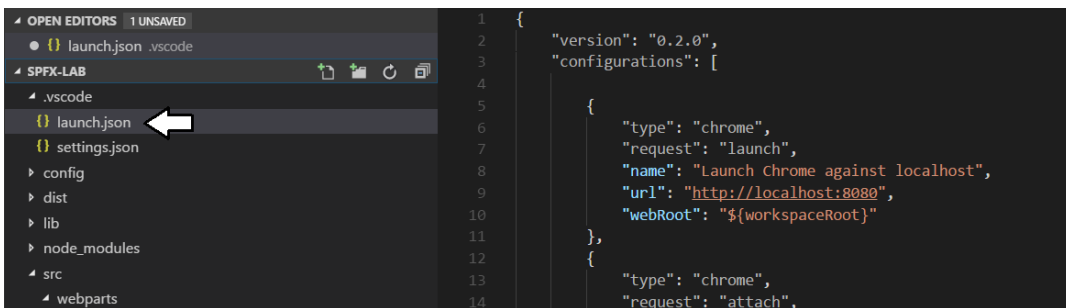 OPEN EDITORS 1 UNSAVED
{} launch.json .vscode
SPFX-LAB
.vscode
{} launch.json
{} settings.json
config
dist
lib
node_modules
src
webparts
1 {
2 "version": "0.2.0",
3 "configurations": [
4
5 {
6 "type": "chrome",
7 "request": "launch",
8 "name": "Launch Chrome against localhost",
9 "url": "http://localhost:8080",
10 "webRoot": "${workspaceRoot}"
11 },
12 {
13 "type": "chrome",
14 "request": "attach",